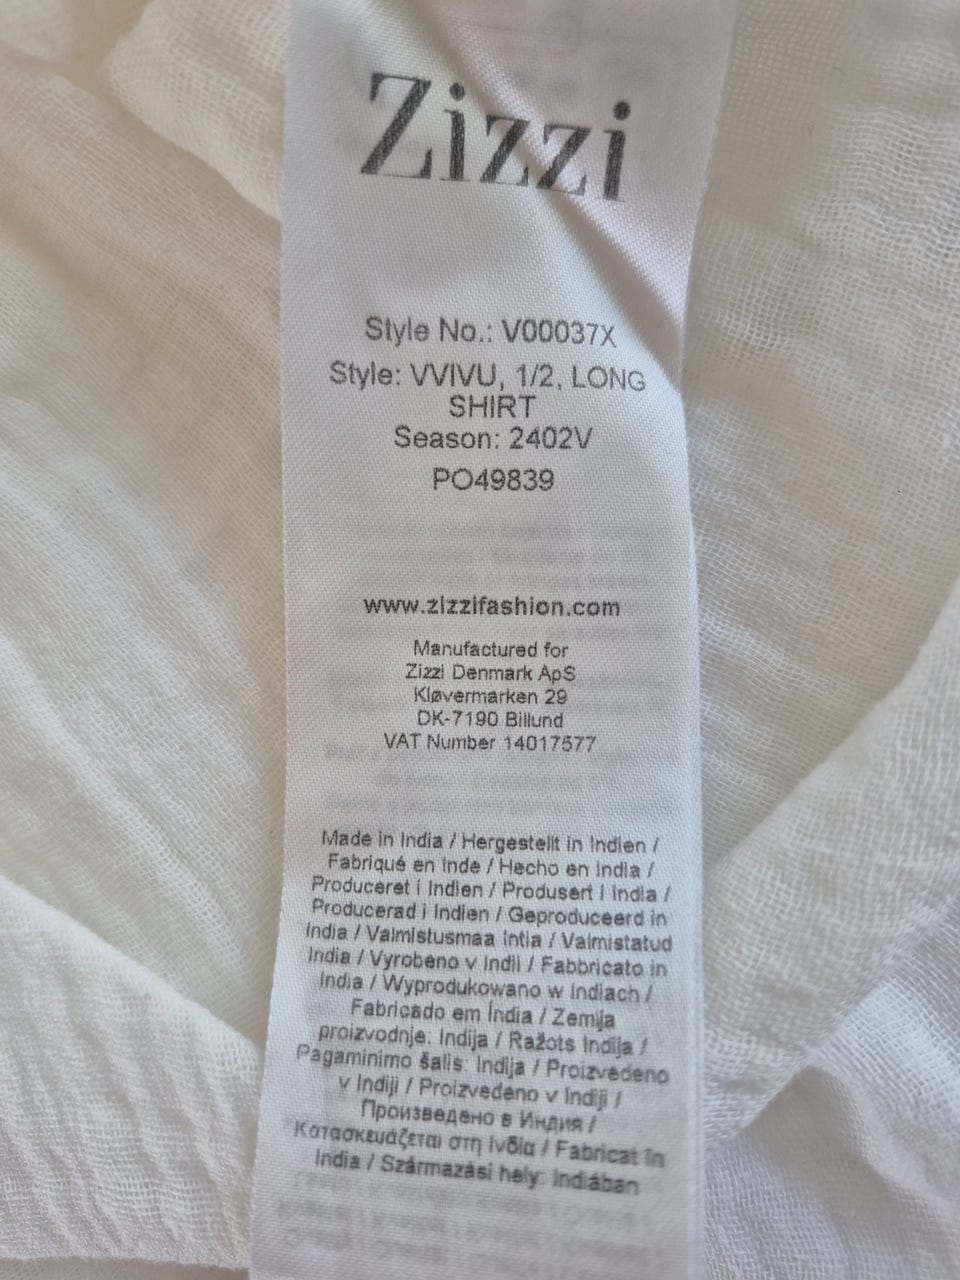 Zizzi
Style No.: V00037X
Style: VVIVU, 1/2, LONG
SHIRT
Season: 2402V
PO49839
www.zizzifashion.com
Manufactured for
Zizzi Denmark ApS
Kløvermarken 29
DK-7190 Billund
VAT Number 14017577
Made in India / Hergestellt in Indien /
Fabriqué en Inde / Hecho en India /
Produceret i Indien / Produsert i India /
Producerad i Indien / Geproduceerd in
India / Valmistusmaa Intia / Valmistatud
India / Vyrobeno v Indii / Fabbricato in
India / Wyprodukowano w Indiach /
Fabricado em Índia / Zemlja
proizvodnje: Indija / Ražots Indija /
Pagaminimo šalis: Indija / Proizvedeno
v Indiji / Proizvedeno v Indiji /
Произведено в Индия /
Κατασκευάζεται στη Ινδία / Fabricat în
India / Származási hely: Indiában